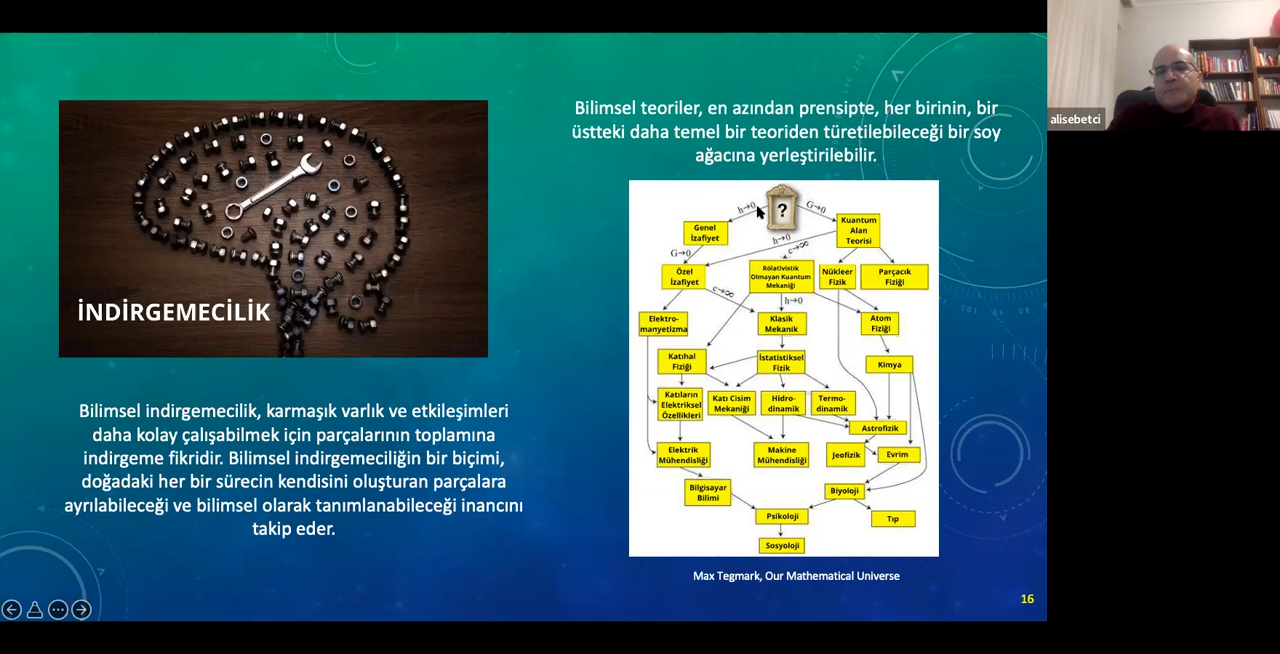 İNDİRGEMECİLİK
Bilimsel indirgemecilik, karmaşık varlık ve etkileşimleri
daha kolay çalışabilmek için parçalarının toplamına
indirgeme fikridir. Bilimsel indirgemeciliğin bir biçimi,
doğadaki her bir sürecin kendisini oluşturan parçalara
ayrılabileceği ve bilimsel olarak tanımlanabileceği inancını
takip eder.
Bilimsel teoriler, en azından prensipte, her birinin, bir
üstteki daha temel bir teoriden türetilebileceği bir soy
ağacına yerleştirilebilir.
h→0
?
G→0
Genel
İzafiyet
Kuantum
Alan
Teorisi
h→0
c→∞
G→0
Özel
İzafiyet
Rölativistik
Olmayan Kuantum
Mekaniği
Nükleer
Fizik
Parçacık
Fiziği
c→∞
h→0
Elektro-
manyetizma
Klasik
Mekanik
Atom
Fiziği
Katıhal
Fiziği
İstatistiksel
Fizik
Kimya
Katıların
Elektriksel
Özellikleri
Katı Cisim
Mekaniği
Hidro-
dinamik
Termo-
dinamik
Astrofizik
Elektrik
Mühendisliği
Makine
Mühendisliği
Jeofizik
Evrim
Bilgisayar
Bilimi
Biyoloji
Psikoloji
Tıp
Sosyoloji
Max Tegmark, Our Mathematical Universe
16
alisebetci